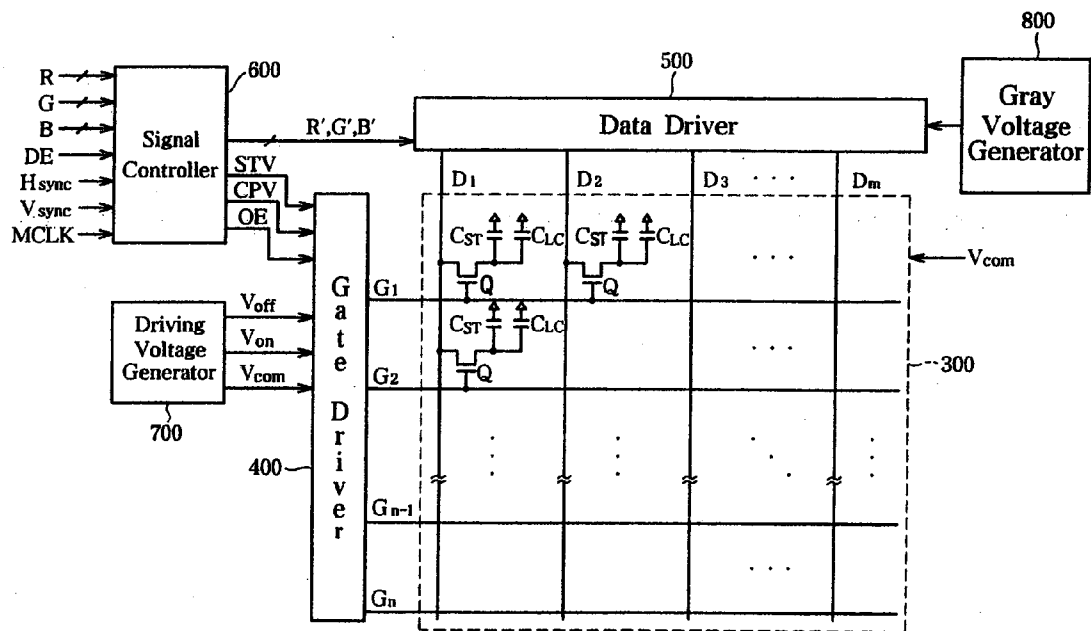 800
600
500
R
G
B
DE
Hsync
Vsync
MCLK
Signal
Controller
R′,G′,B′
STV
CPV
OE
Data Driver
Gray
Voltage
Generator
D1
D2
D3
Dm
CST
CLC
CST
CLC
Q
Q
Vcom
G1
CST
CLC
Q
G2
Driving
Voltage
Generator
Voff
Von
Vcom
700
Gate Driver
400
300
Gn-1
Gn